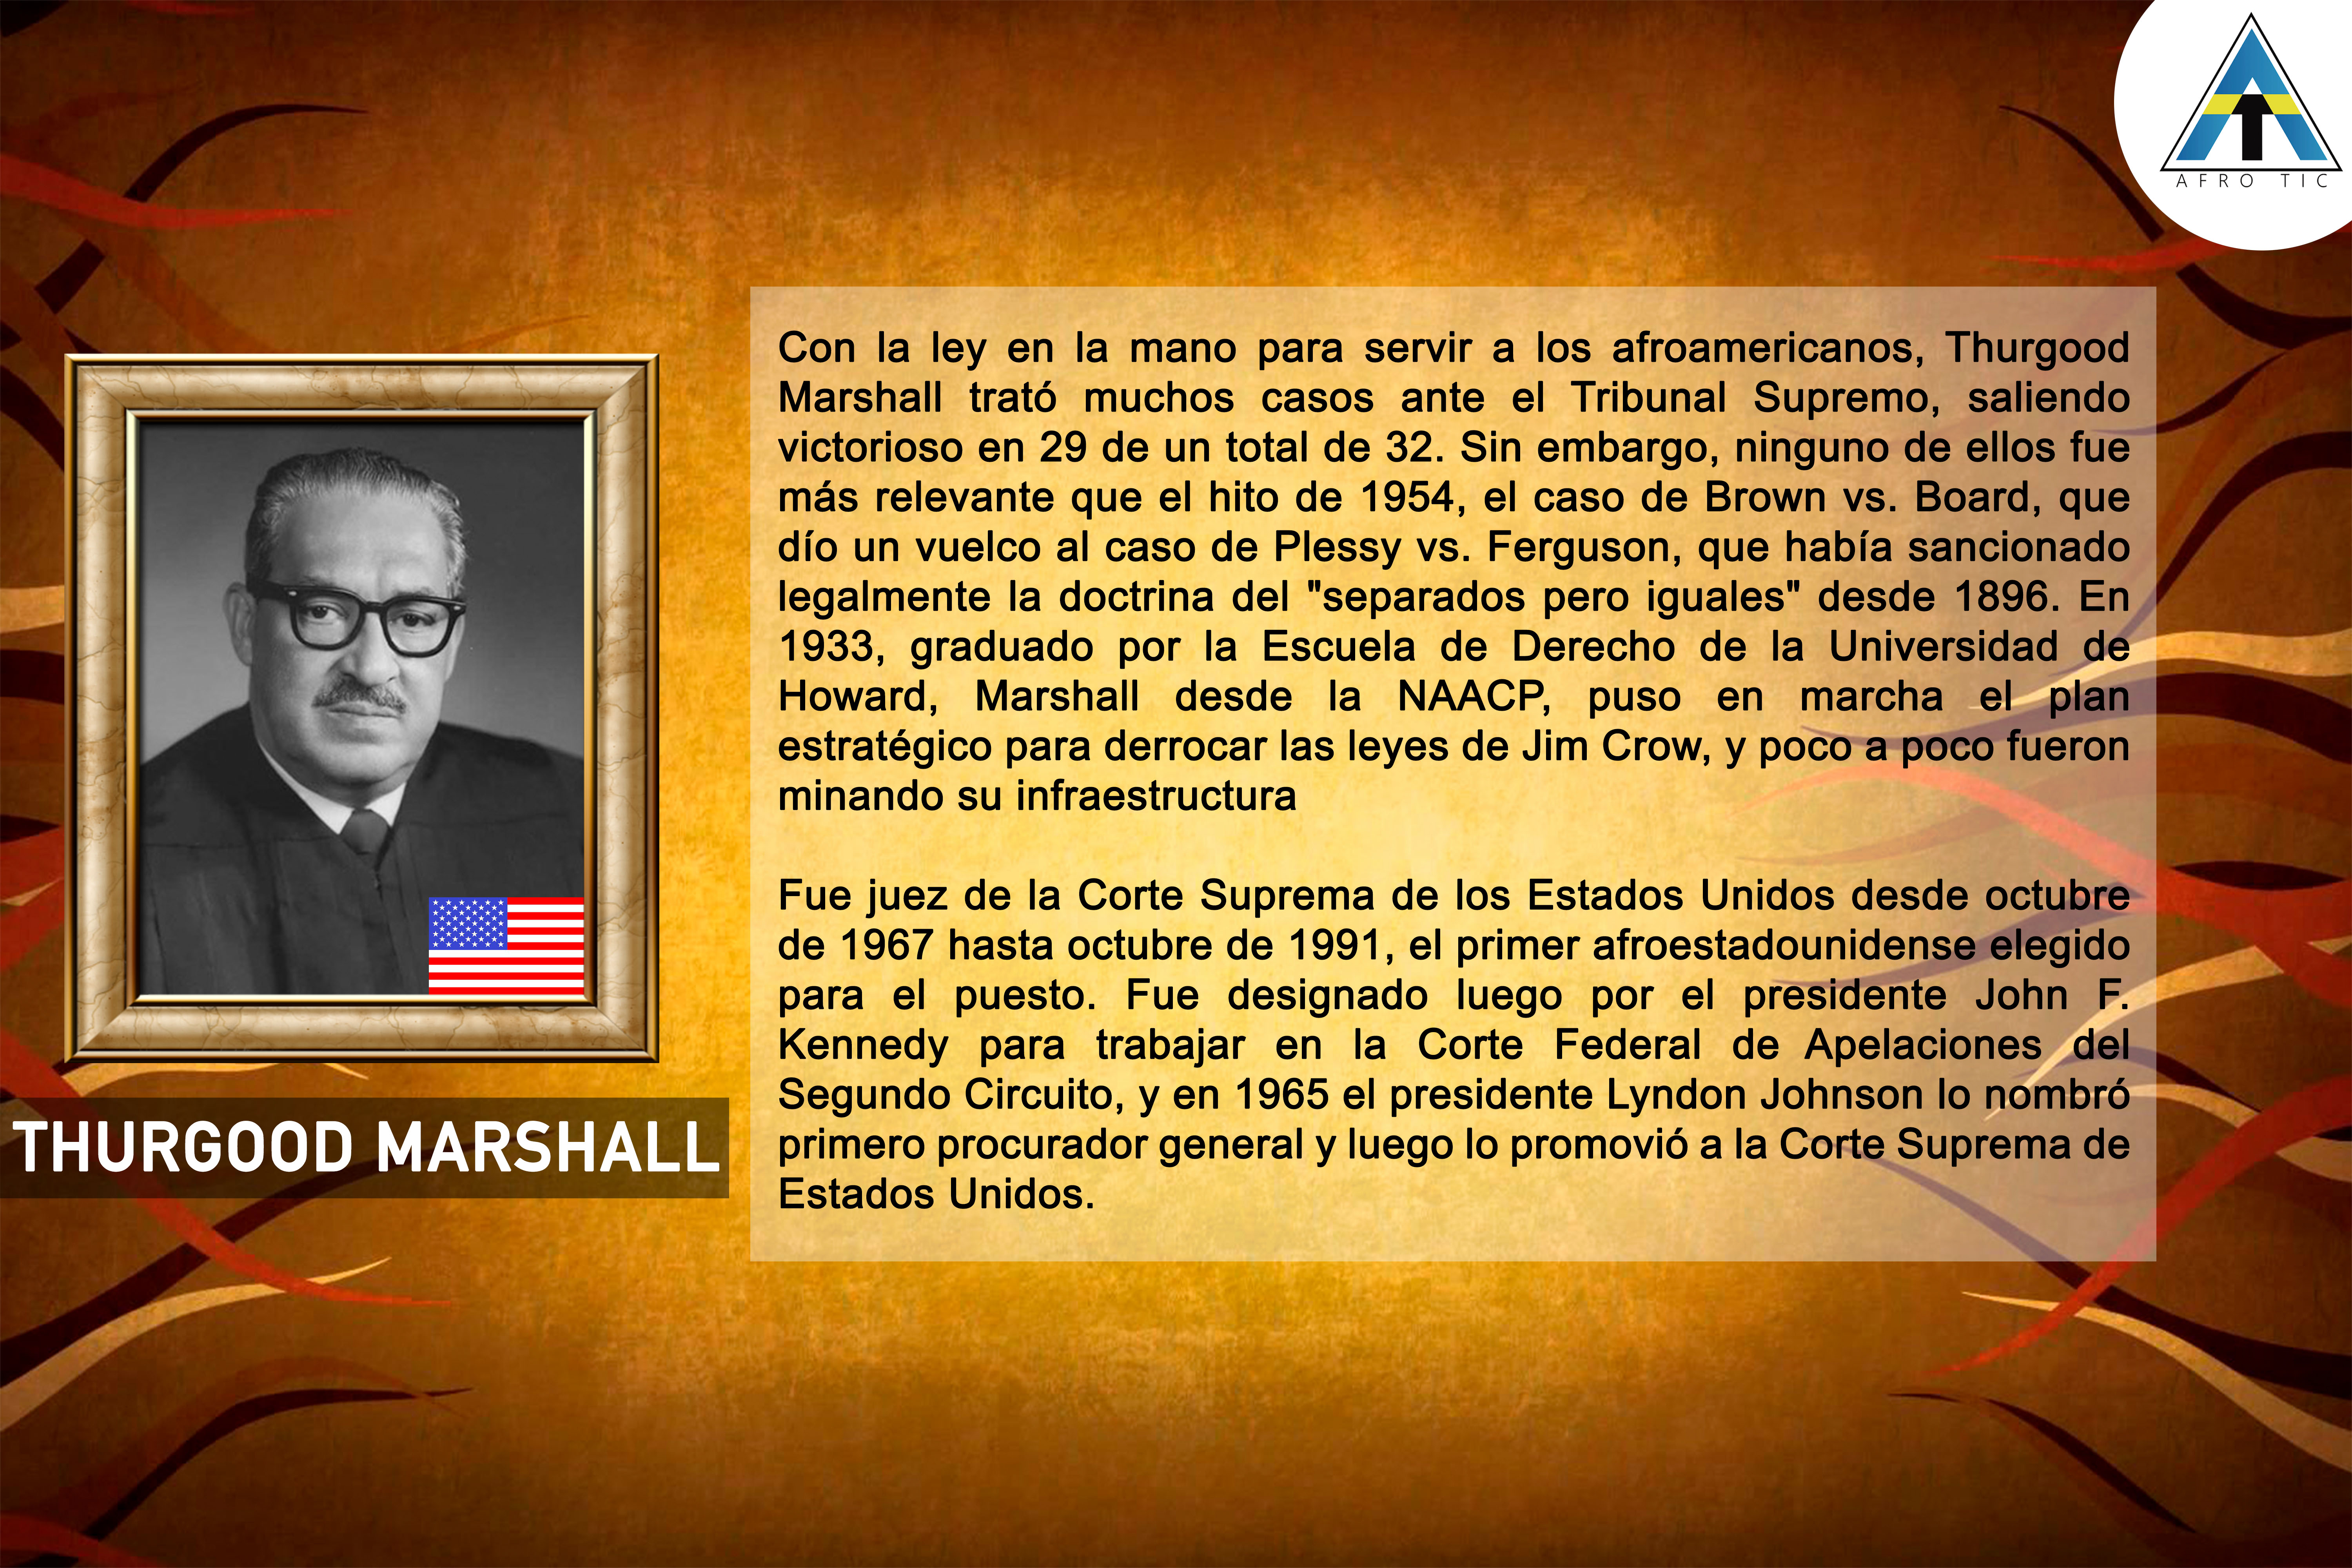 AFRO TIC
Con la ley en la mano para servir a los afroamericanos, Thurgood
Marshall trató muchos casos ante el Tribunal Supremo, saliendo
victorioso en 29 de un total de 32. Sin embargo, ninguno de ellos fue
más relevante que el hito de 1954, el caso de Brown vs. Board, que
dío un vuelco al caso de Plessy vs. Ferguson, que había sancionado
legalmente la doctrina del "separados pero iguales" desde 1896. En
1933, graduado por la Escuela de Derecho de la Universidad de
Howard, Marshall desde la NAACP, puso en marcha el plan
estratégico para derrocar las leyes de Jim Crow, y poco a poco fueron
minando su infraestructura
Fue juez de la Corte Suprema de los Estados Unidos desde octubre
de 1967 hasta octubre de 1991, el primer afroestadounidense elegido
para el puesto. Fue designado luego por el presidente John F.
Kennedy para trabajar en la Corte Federal de Apelaciones del
Segundo Circuito, y en 1965 el presidente Lyndon Johnson lo nombró
primero procurador general y luego lo promovió a la Corte Suprema de
Estados Unidos.
THURGOOD MARSHALL